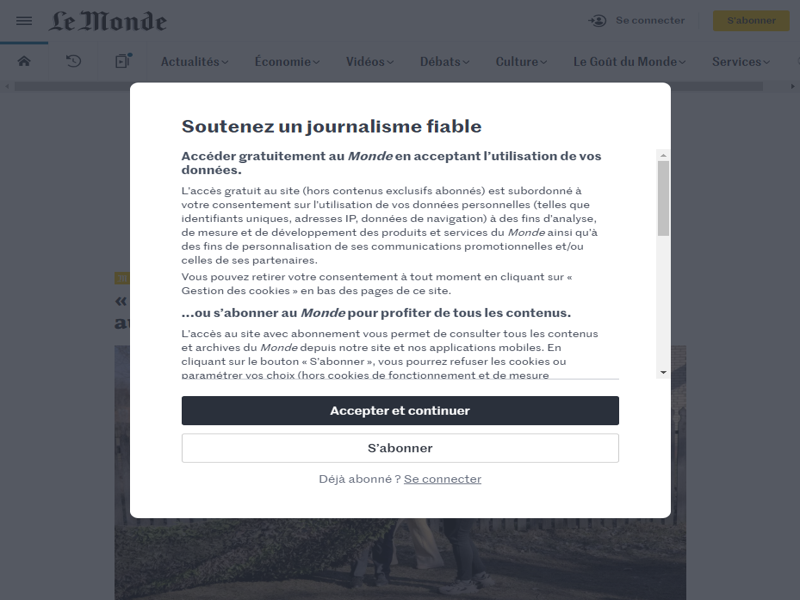 Le Monde
Se connecter
S'abonner
Actualités
Économie
Vidéos
Débats
Culture
Le Goût du Monde
Services
Soutenez un journalisme fiable
Accéder gratuitement au Monde en acceptant l'utilisation de vos
données.
L'accès gratuit au site (hors contenus exclusifs abonnés) est subordonné à
votre consentement sur l'utilisation de vos données personnelles (telles que
identifiants uniques, adresses IP, données de navigation) à des fins d'analyse,
de mesure et de développement des produits et services du Monde ainsi qu'à
des fins de personnalisation de ses communications promotionnelles et/ou
celles de ses partenaires.
Vous pouvez retirer votre consentement à tout moment en cliquant sur «
Gestion des cookies » en bas des pages de ce site.
...ou s'abonner au Monde pour profiter de tous les contenus.
L'accès au site avec abonnement vous permet de consulter tous les contenus
et archives du Monde depuis notre site et nos applications mobiles. En
cliquant sur le bouton « S'abonner », vous pourrez refuser les cookies ou
paramétrer vos choix (hors cookies de fonctionnement et de mesure
Accepter et continuer
S'abonner
Déjà abonné ? Se connecter